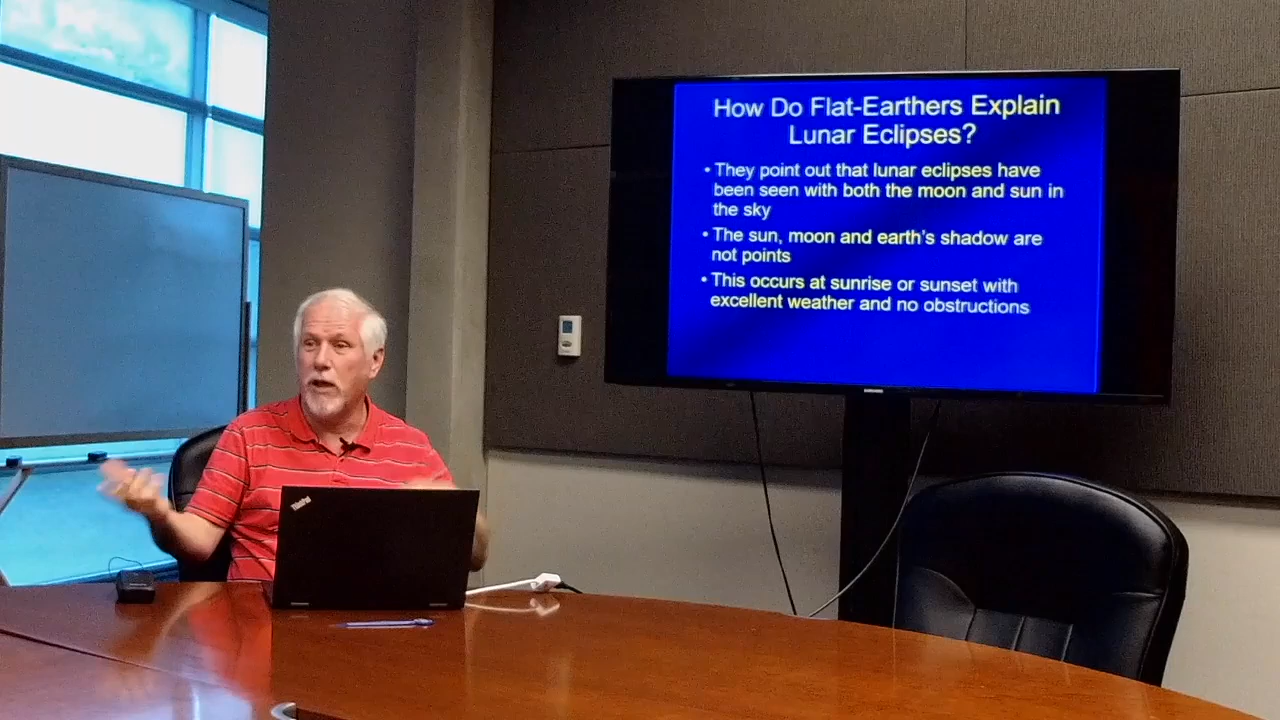 How Do Flat-Earthers Explain
Lunar Eclipses?
• They point out that lunar eclipses have
been seen with both the moon and sun in
the sky
• The sun, moon and earth's shadow are
not points
• This occurs at sunrise or sunset with
excellent weather and no obstructions
ThinkPad